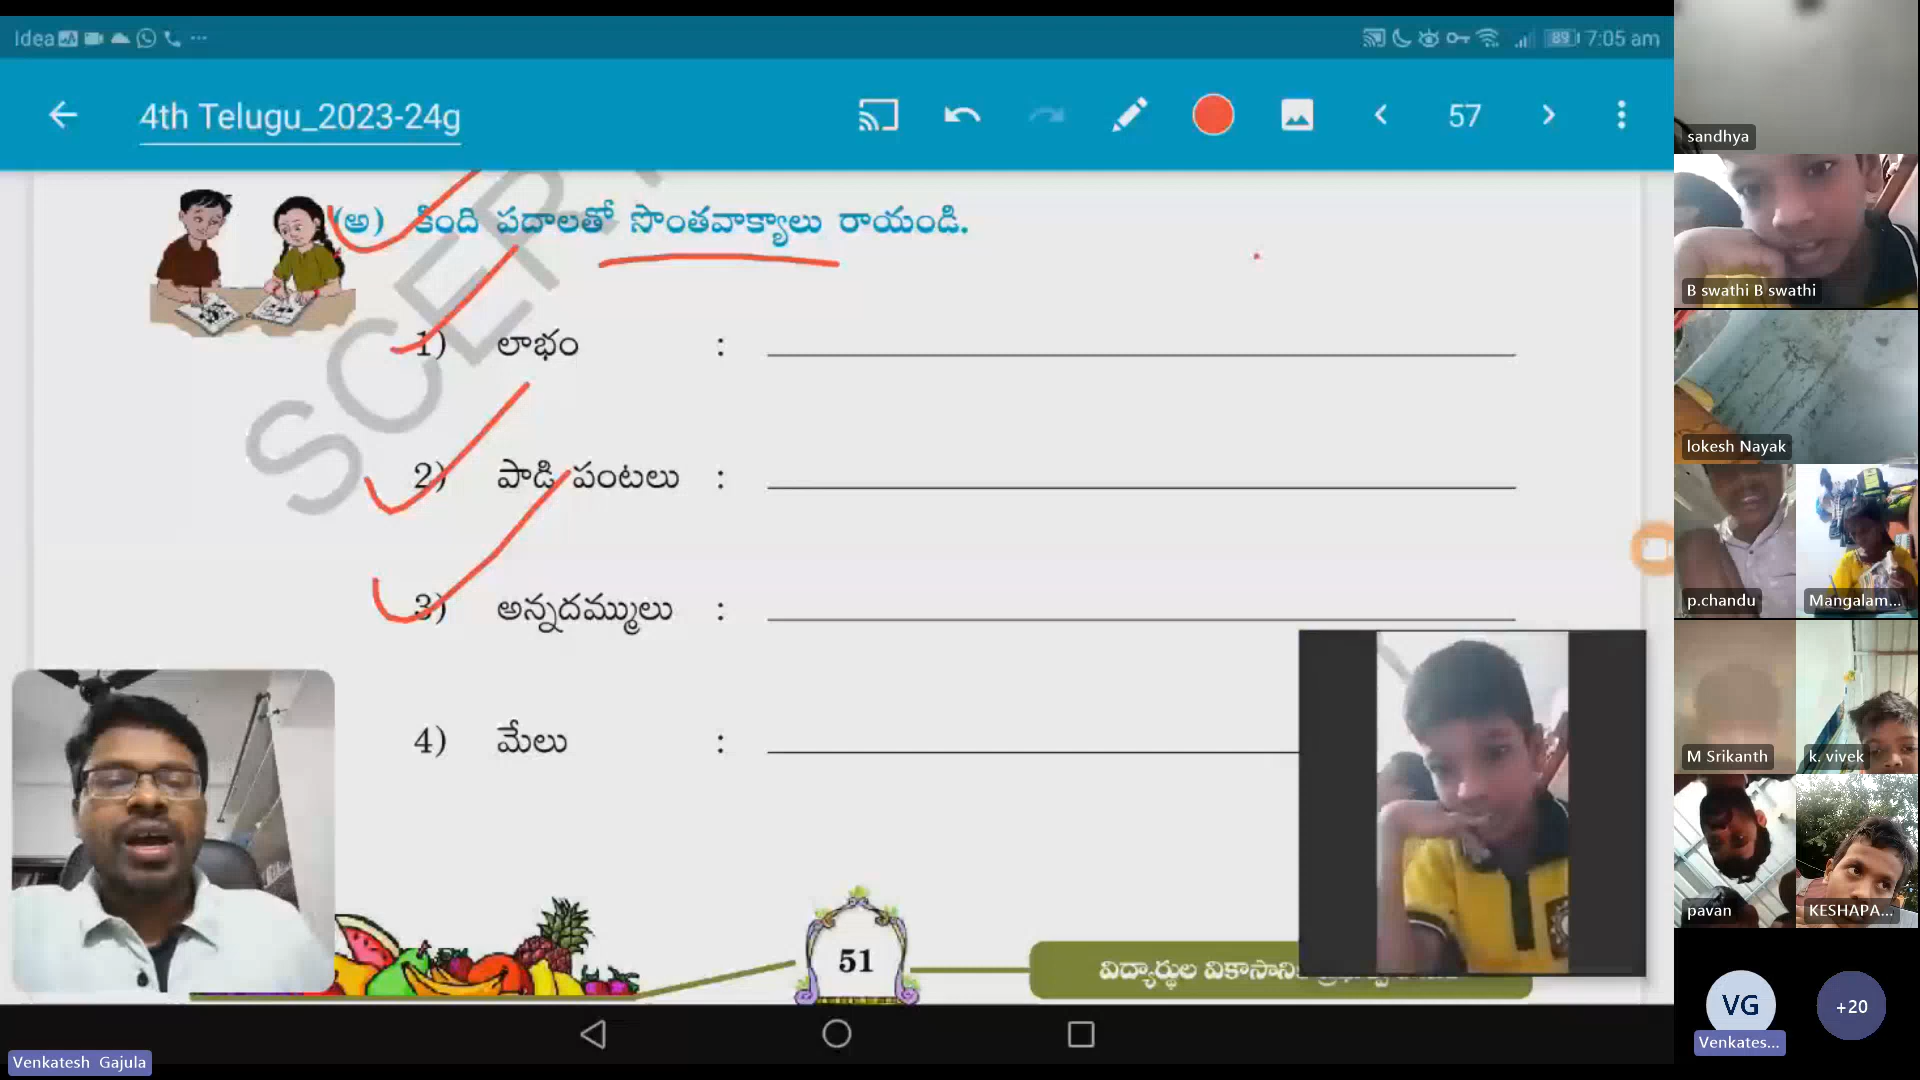 Idea
89 7:05 am
4th Telugu_2023-24g
57
(అ) కింది పదాలతో సొంతవాక్యాలు రాయండి.
SCERT
1) లాభం :
2) పాడి పంటలు :
3) అన్నదమ్ములు :
4) మేలు :
51
విద్యార్థుల
Venkatesh Gajula
sandhya
B swathi B swathi
lokesh Nayak
p.chandu
Mangalam...
M Srikanth
k. vivek
pavan
KESHAPA...
VG
+20
Venkates...